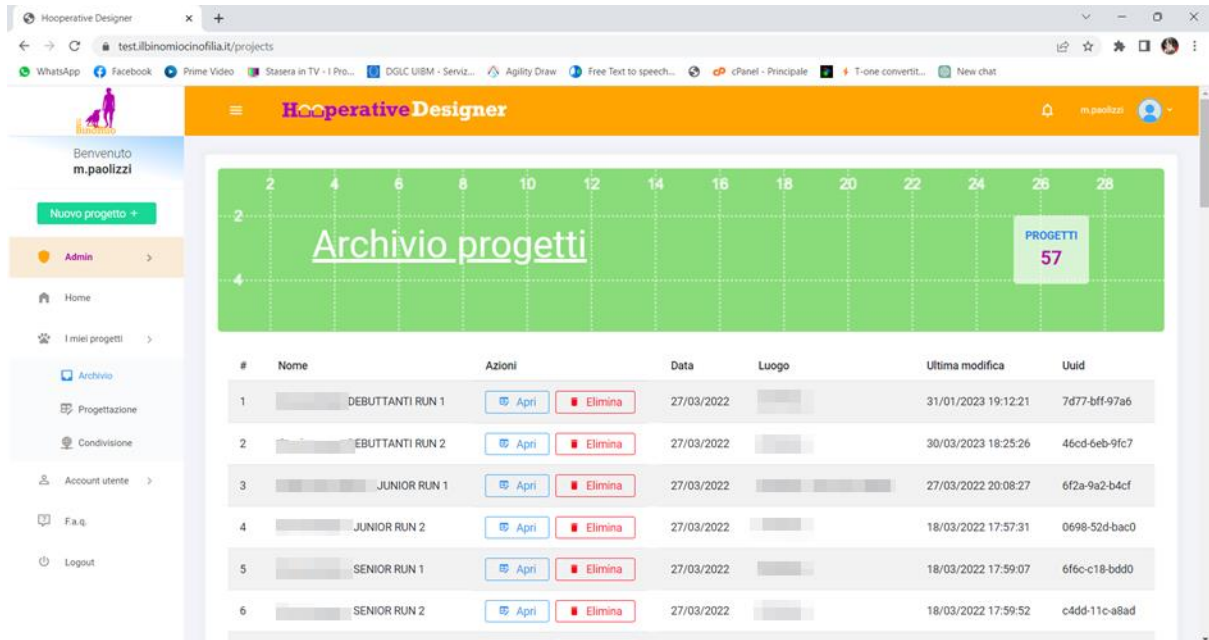 Hooperative Designer
test.ilbinomiocinofilia.it/projects
WhatsApp Facebook Prime Video Stasera in TV - I Pro... DGLC UIBM - Serviz... Agility Draw Free Text to speech... cPanel - Principale T-one convertit... New chat
ilbinomio
Hooperative Designer
m.paolizzi
Benvenuto
m.paolizzi
Nuovo progetto +
Admin
Home
I miei progetti
Archivio
Progettazione
Condivisione
Account utente
F.a.q.
Logout
2 4 6 8 10 12 14 16 18 20 22 24 26 28
2
Archivio progetti
PROGETTI
57
4
# Nome Azioni Data Luogo Ultima modifica Uuid
1 DEBUTTANTI RUN 1 Apri Elimina 27/03/2022 31/01/2023 19:12:21 7d77-bff-97a6
2 EBUTTANTI RUN 2 Apri Elimina 27/03/2022 30/03/2023 18:25:26 46cd-6eb-9fc7
3 JUNIOR RUN 1 Apri Elimina 27/03/2022 27/03/2022 20:08:27 6f2a-9a2-b4cf
4 JUNIOR RUN 2 Apri Elimina 27/03/2022 18/03/2022 17:57:31 0698-52d-bac0
5 SENIOR RUN 1 Apri Elimina 27/03/2022 18/03/2022 17:59:07 6f6c-c18-bdd0
6 SENIOR RUN 2 Apri Elimina 27/03/2022 18/03/2022 17:59:52 c4dd-11c-a8ad